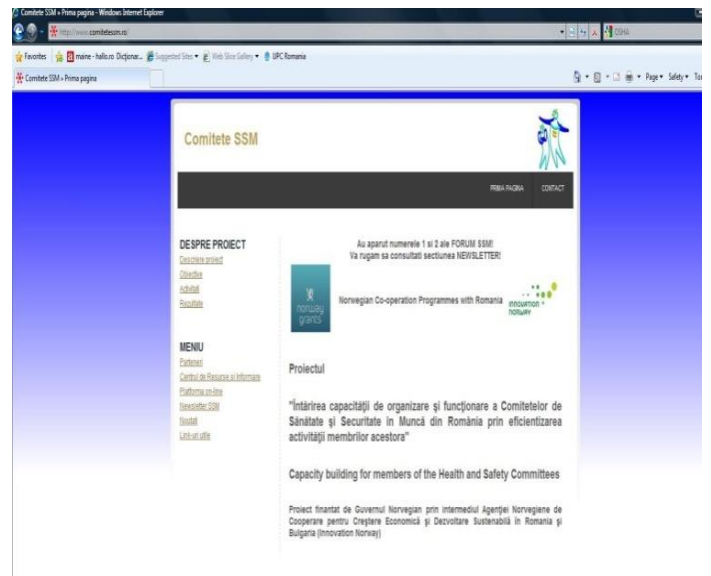 Comitete SSM » Prima pagina - Windows Internet Explorer
http://www.comitetessm.ro/
OSHA
Favorites
maine - hallo.ro Dicționar...
Suggested Sites
Web Slice Gallery
UPC Romania
Comitete SSM » Prima pagina
Page
Safety
Comitete SSM
PRIMA PAGINA
CONTACT
DESPRE PROIECT
Descriere proiect
Obiective
Activitati
Rezultate
MENIU
Parteneri
Centrul de Resurse si Informare
Platforma on-line
Newsletter SSM
Noutati
Link-uri utile
Au aparut numerele 1 si 2 ale FORUM SSM!
Va rugam sa consultati sectiunea NEWSLETTER!
norway
grants
Norwegian Co-operation Programmes with Romania
INNOVATION
NORWAY
Proiectul
"Întărirea capacităţii de organizare şi funcţionare a Comitetelor de
Sănătate şi Securitate în Muncă din România prin eficientizarea
activităţii membrilor acestora"
Capacity building for members of the Health and Safety Committees
Proiect finantat de Guvernul Norvegian prin intermediul Agenţiei Norvegiene de
Cooperare pentru Creştere Economică şi Dezvoltare Sustenabilă în Romania şi
Bulgaria (Innovation Norway)